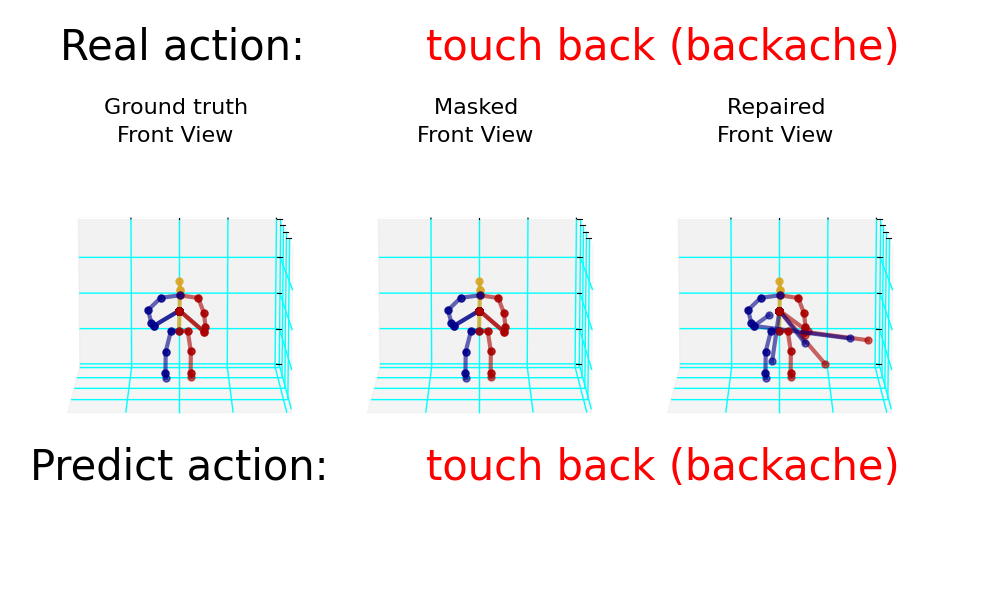 Real action: touch back (backache)
Ground truth Masked Repaired
Front View Front View Front View
Predict action: touch back (backache)